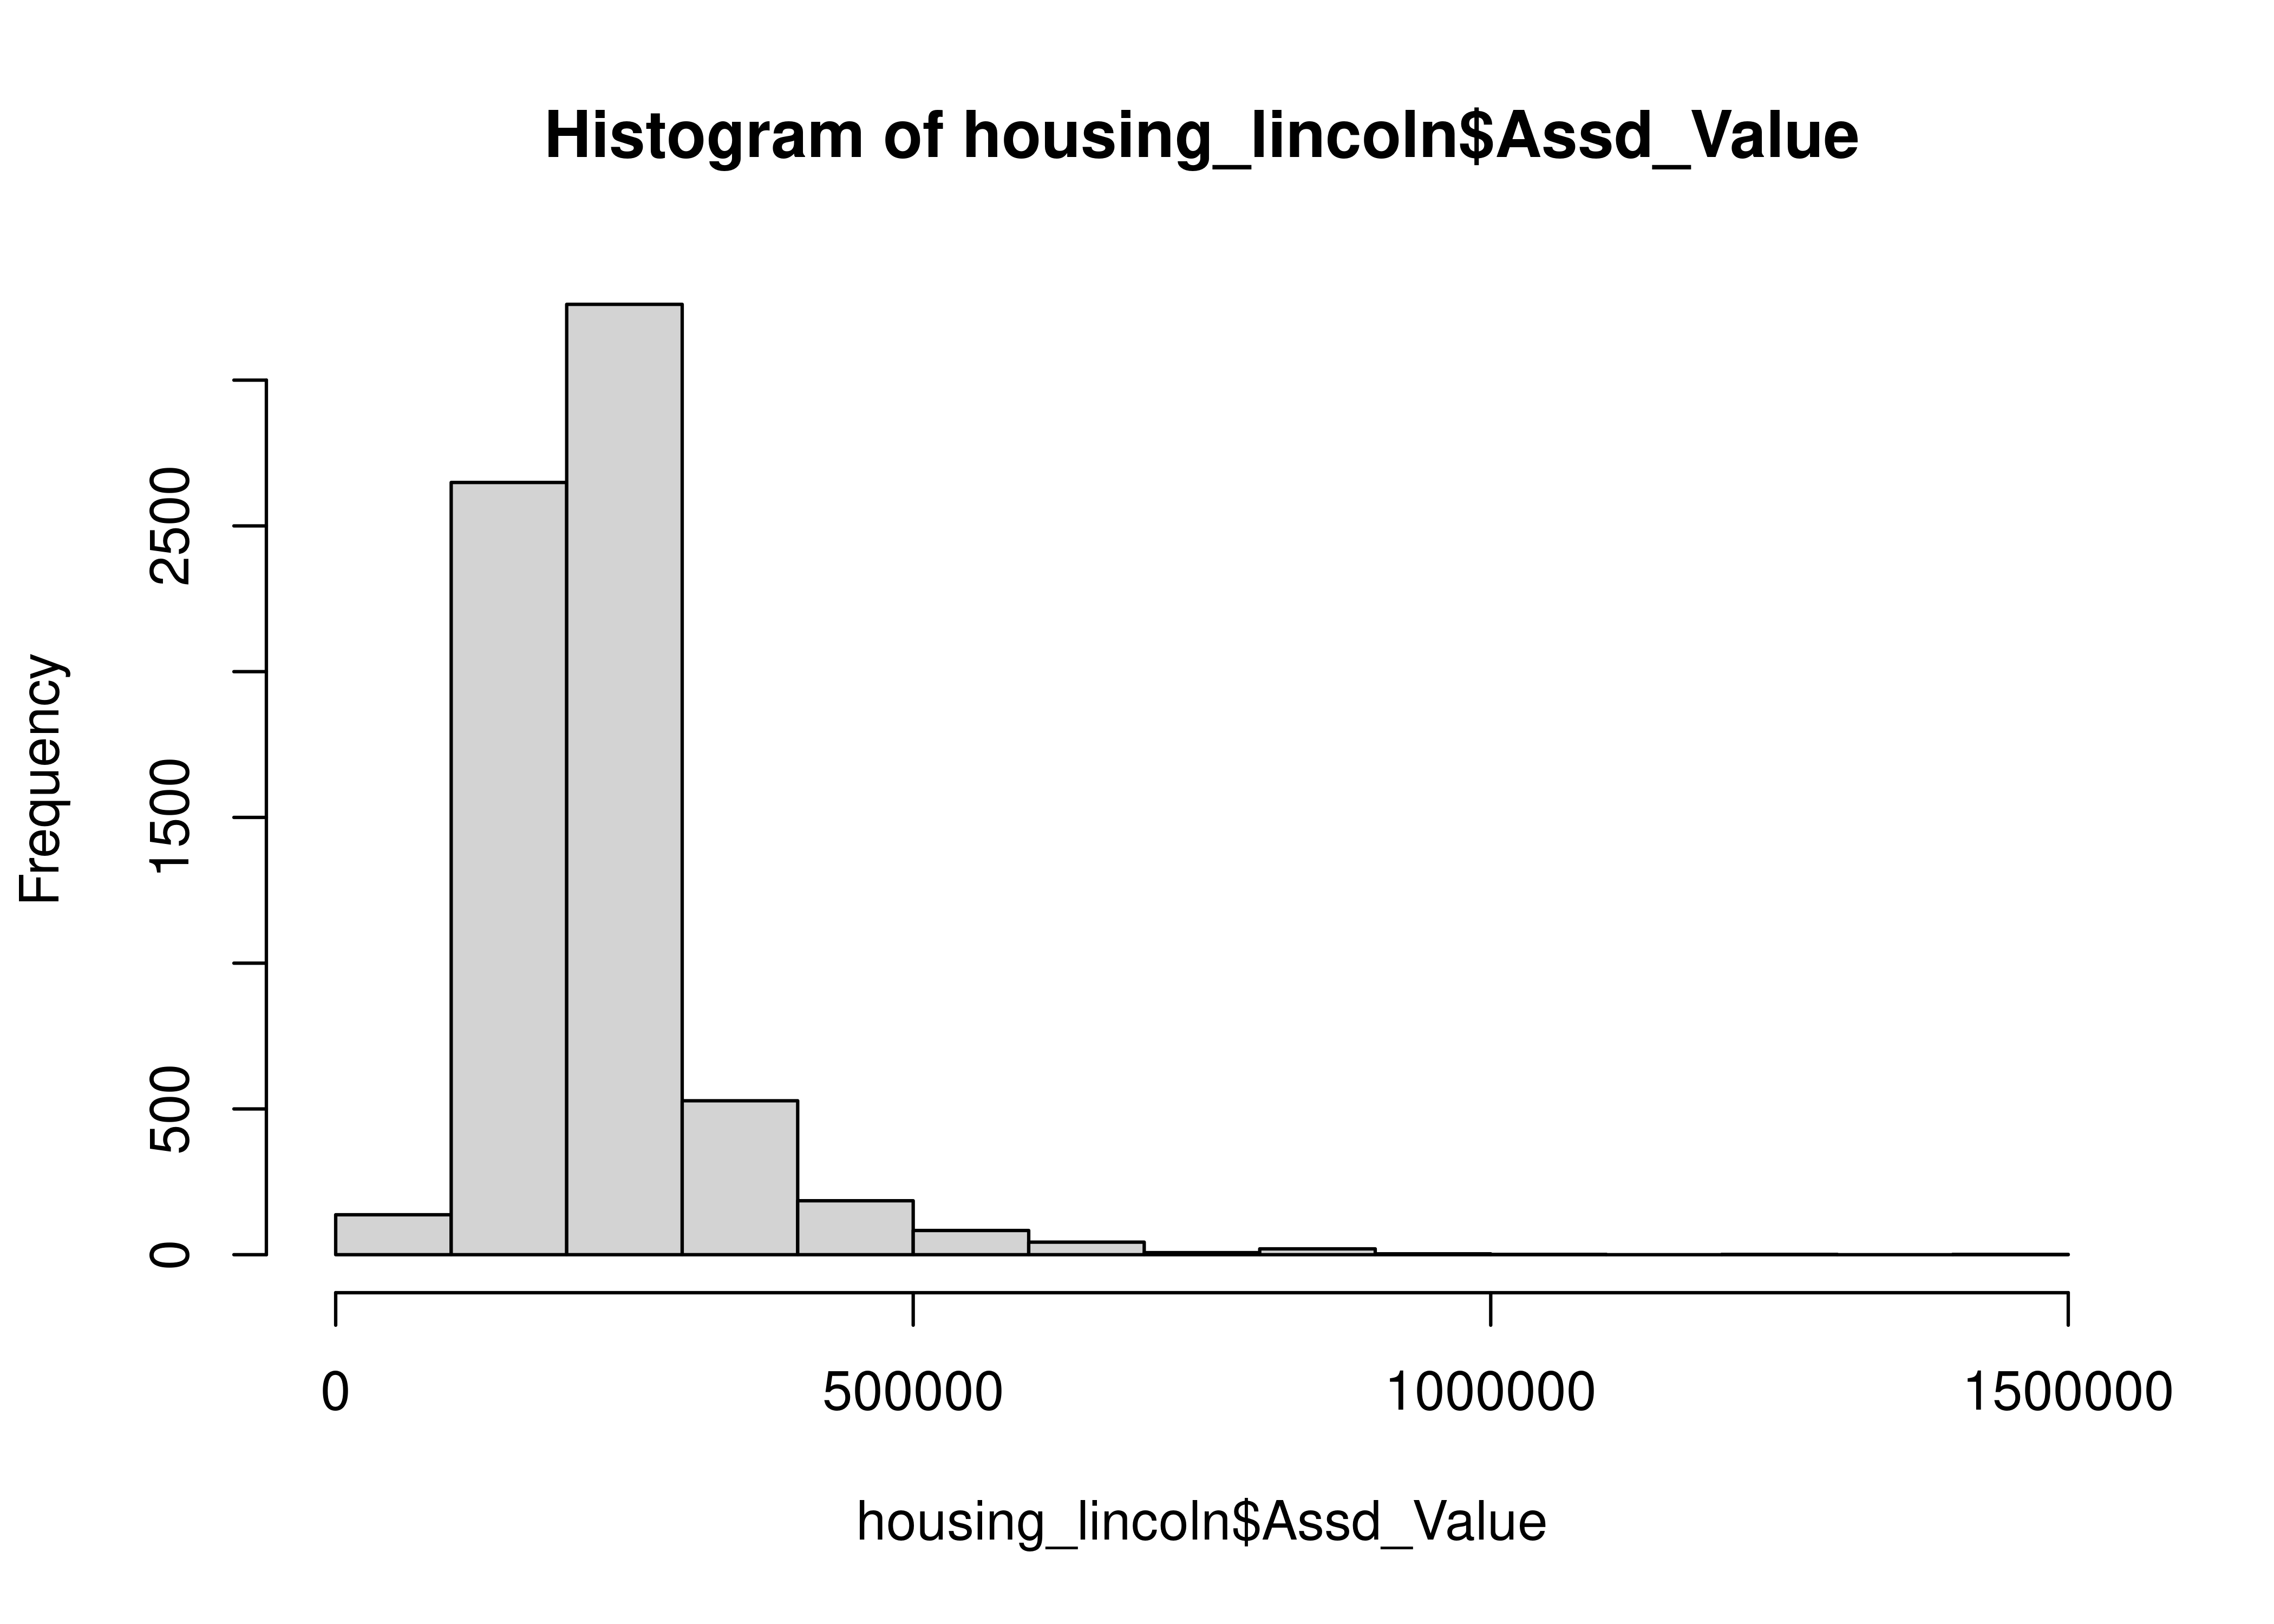 Histogram of housing_lincoln$Assd_Value
Frequency
2500
1500
500
0
0 500000 1000000 1500000
housing_lincoln$Assd_Value